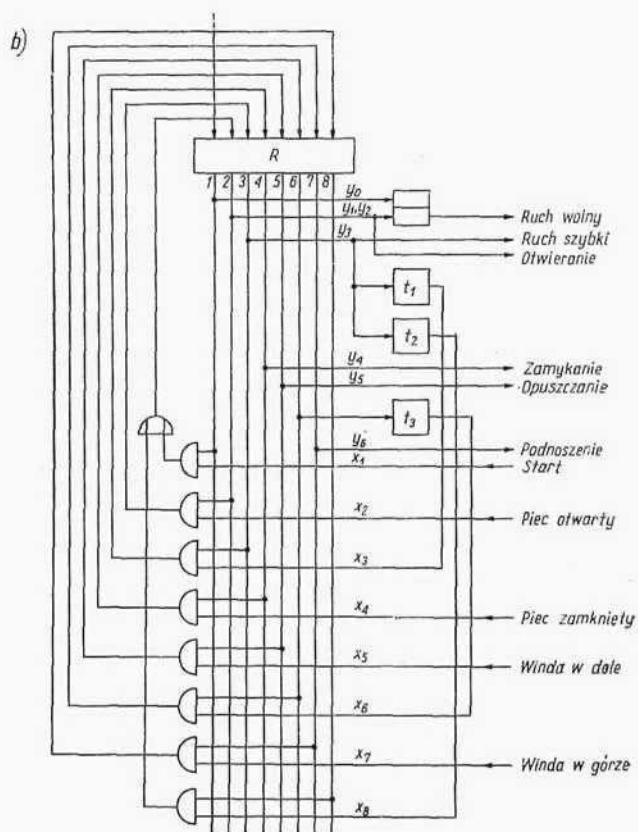 b)
R
1 2 3 4 5 6 7 8
y0
y1,y2
Ruch wolny
y3
Ruch szybki
Otwieranie
t1
t2
y4
Zamykanie
y5
Opuszczanie
t3
y6
Podnoszenie
x1
Start
x2
Piec otwarty
x3
x4
Piec zamknięty
x5
Winda w dole
x6
x7
Winda w górze
x8